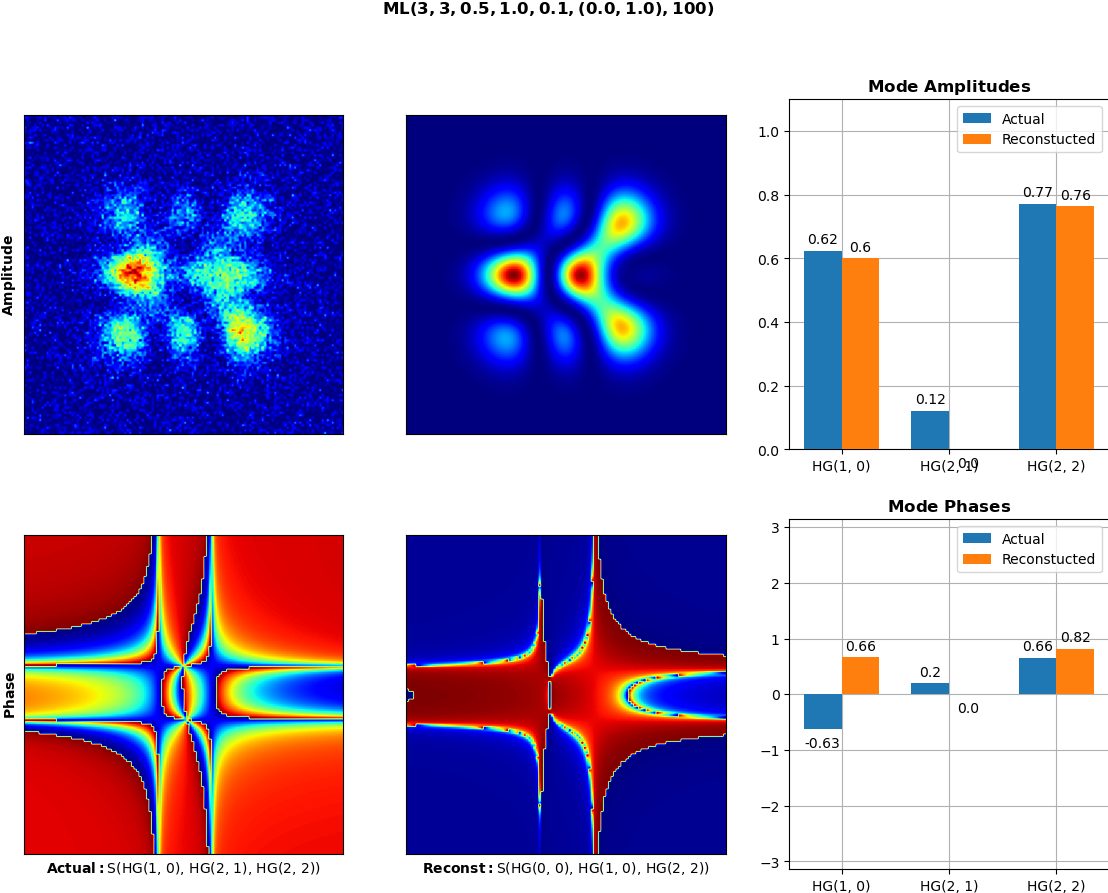 ML(3, 3, 0.5, 1.0, 0.1, (0.0, 1.0), 100)
Amplitude
Mode Amplitudes
Actual
Reconstucted
1.0
0.8
0.6
0.4
0.2
0.0
0.62
0.6
0.12
0.0
0.77
0.76
HG(1, 0)
HG(2, 1)
HG(2, 2)
Phase
Actual: S(HG(1, 0), HG(2, 1), HG(2, 2))
Reconst: S(HG(0, 0), HG(1, 0), HG(2, 2))
Mode Phases
Actual
Reconstucted
3
2
1
0
−1
−2
−3
-0.63
0.66
0.2
0.0
0.66
0.82
HG(1, 0)
HG(2, 1)
HG(2, 2)